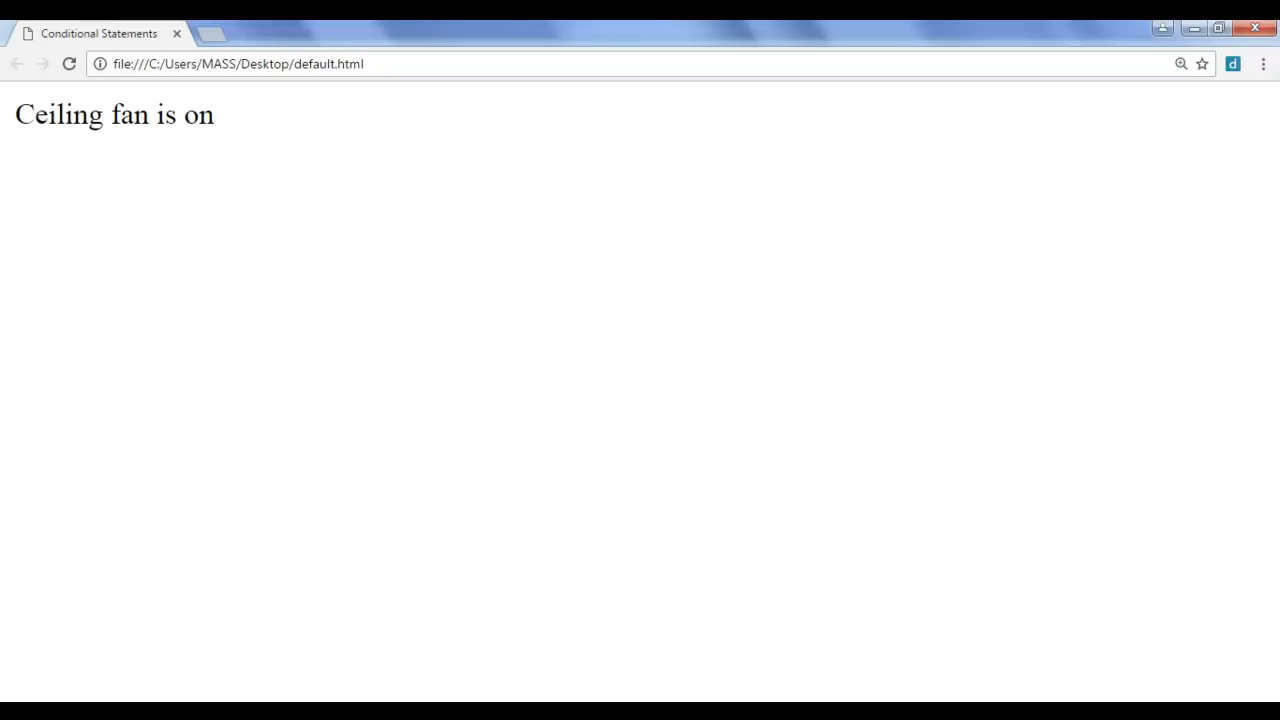 Conditional Statements
file:///C:/Users/MASS/Desktop/default.html
d
Ceiling fan is on